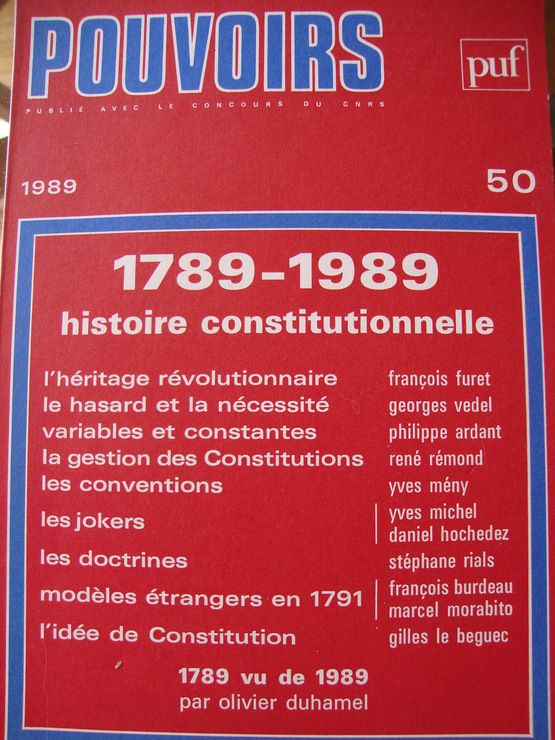 POUVOIRS
puf
PUBLIÉ AVEC LE CONCOURS DU CNRS
1989
50
1789-1989
histoire constitutionnelle
l'héritage révolutionnaire françois furet
le hasard et la nécessité georges vedel
variables et constantes philippe ardant
la gestion des Constitutions rené rémond
les conventions yves mény
les jokers yves michel
daniel hochedez
les doctrines stéphane rials
modèles étrangers en 1791 françois burdeau
marcel morabito
l'idée de Constitution gilles le beguec
1789 vu de 1989
par olivier duhamel